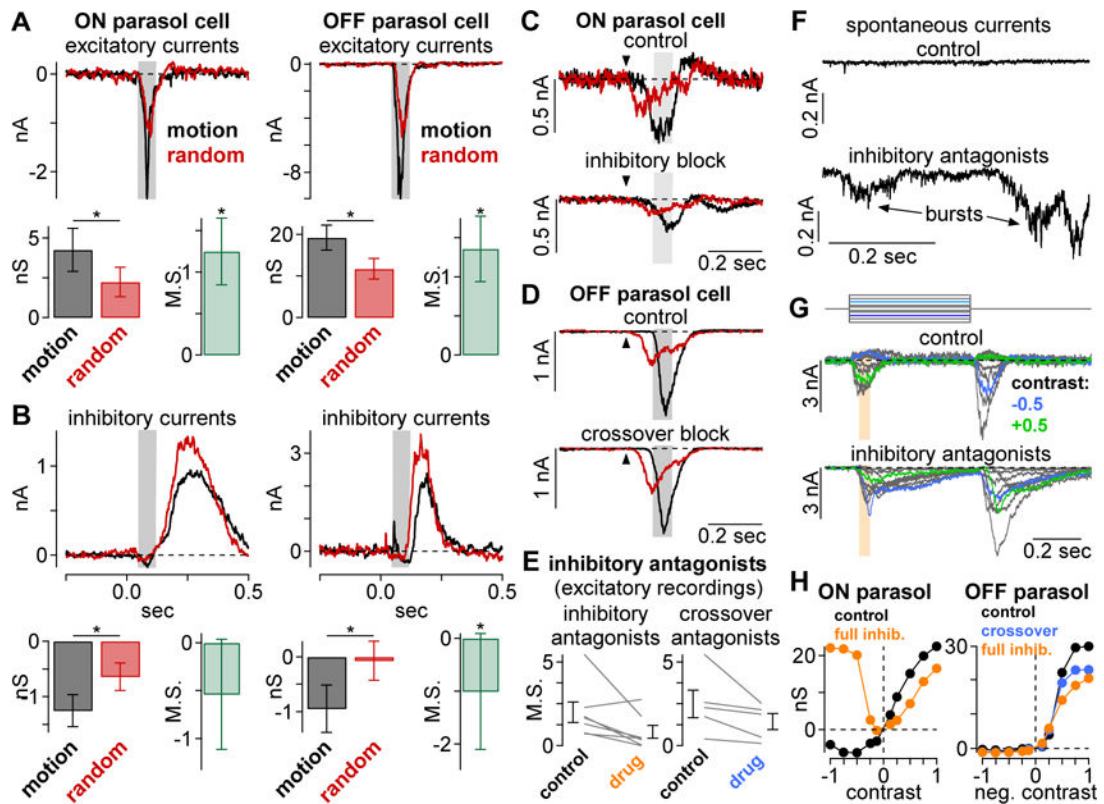 A
ON parasol cell
excitatory currents
0
-1
-2
nA
motion
random
OFF parasol cell
excitatory currents
0
-4
-8
nA
motion
random
5
0
nS
*
motion
random
M.S.
1
0
*
20
0
nS
*
motion
random
M.S.
1
0
*
B
inhibitory currents
1
0
nA
0.0
0.5
sec
inhibitory currents
3
0
nA
0.0
0.5
sec
0
-1
nS
*
motion
random
M.S.
0
-1
0
-1
nS
*
motion
random
M.S.
0
-2
*
C
ON parasol cell
control
0.5 nA
inhibitory block
0.5 nA
0.2 sec
D
OFF parasol cell
control
1 nA
crossover block
1 nA
0.2 sec
E
inhibitory antagonists
(excitatory recordings)
inhibitory
antagonists
crossover
antagonists
M.S.
5
0
control
drug
5
0
control
drug
F
spontaneous currents
control
0.2 nA
inhibitory antagonists
0.2 nA
bursts
0.2 sec
G
control
3 nA
contrast:
-0.5
+0.5
inhibitory antagonists
3 nA
0.2 sec
H
ON parasol
control
full inhib.
20
0
nS
-1
0
1
contrast
OFF parasol
control
crossover
full inhib.
30
0
-1
0
1
neg. contrast